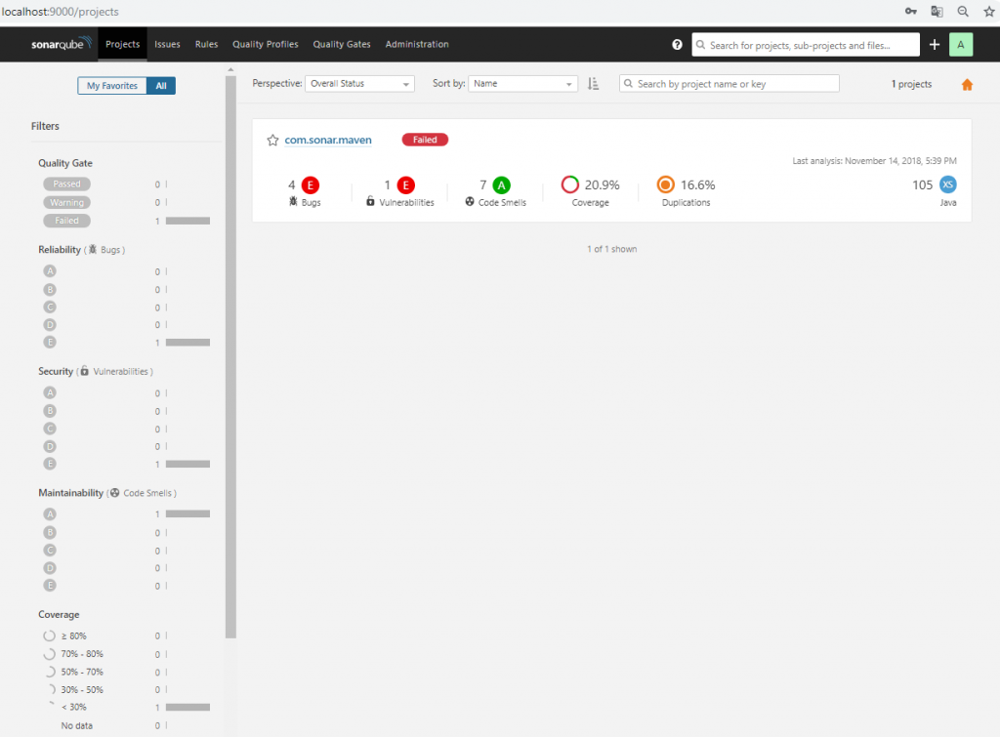 localhost:9000/projects
sonarqube Projects Issues Rules Quality Profiles Quality Gates Administration ? Search for projects, sub-projects and files... + A
My Favorites All
Perspective: Overall Status Sort by: Name Search by project name or key 1 projects
Filters
com.sonar.maven Failed
Last analysis: November 14, 2018, 5:39 PM
4 E 1 E 7 A 20.9% 16.6% 105 XS
Bugs Vulnerabilities Code Smells Coverage Duplications Java
1 of 1 shown
Quality Gate
Passed 0
Warning 0
Failed 1
Reliability ( Bugs )
A 0
B 0
C 0
D 0
E 1
Security ( Vulnerabilities )
A 0
B 0
C 0
D 0
E 1
Maintainability ( Code Smells )
A 1
B 0
C 0
D 0
E 0
Coverage
≥ 80% 0
70% - 80% 0
50% - 70% 0
30% - 50% 0
< 30% 1
No data 0